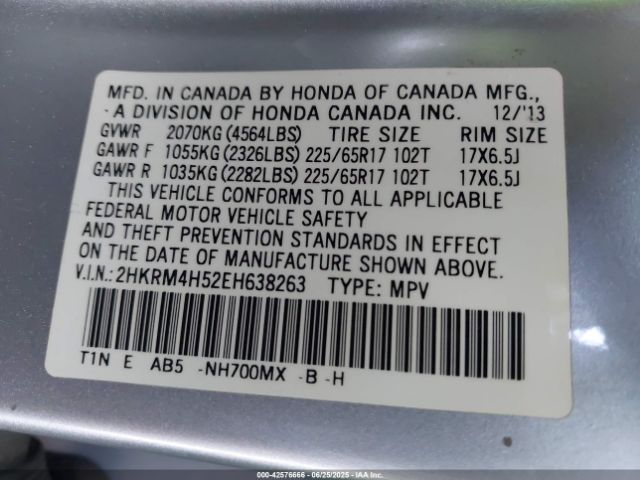 MFD. IN CANADA BY HONDA OF CANADA MFG.,
-A DIVISION OF HONDA CANADA INC. 12/'13
GVWR 2070KG (4564LBS) TIRE SIZE RIM SIZE
GAWR F 1055KG (2326LBS) 225/65R17 102T 17X6.5J
GAWR R 1035KG (2282LBS) 225/65R17 102T 17X6.5J
THIS VEHICLE CONFORMS TO ALL APPLICABLE
FEDERAL MOTOR VEHICLE SAFETY
AND THEFT PREVENTION STANDARDS IN EFFECT
ON THE DATE OF MANUFACTURE SHOWN ABOVE.
V.I.N.: 2HKRM4H52EH638263 TYPE: MPV
T1N E AB5 -NH700MX -B -H
00-42576666 - 06/25/2025 - IAA Inc.